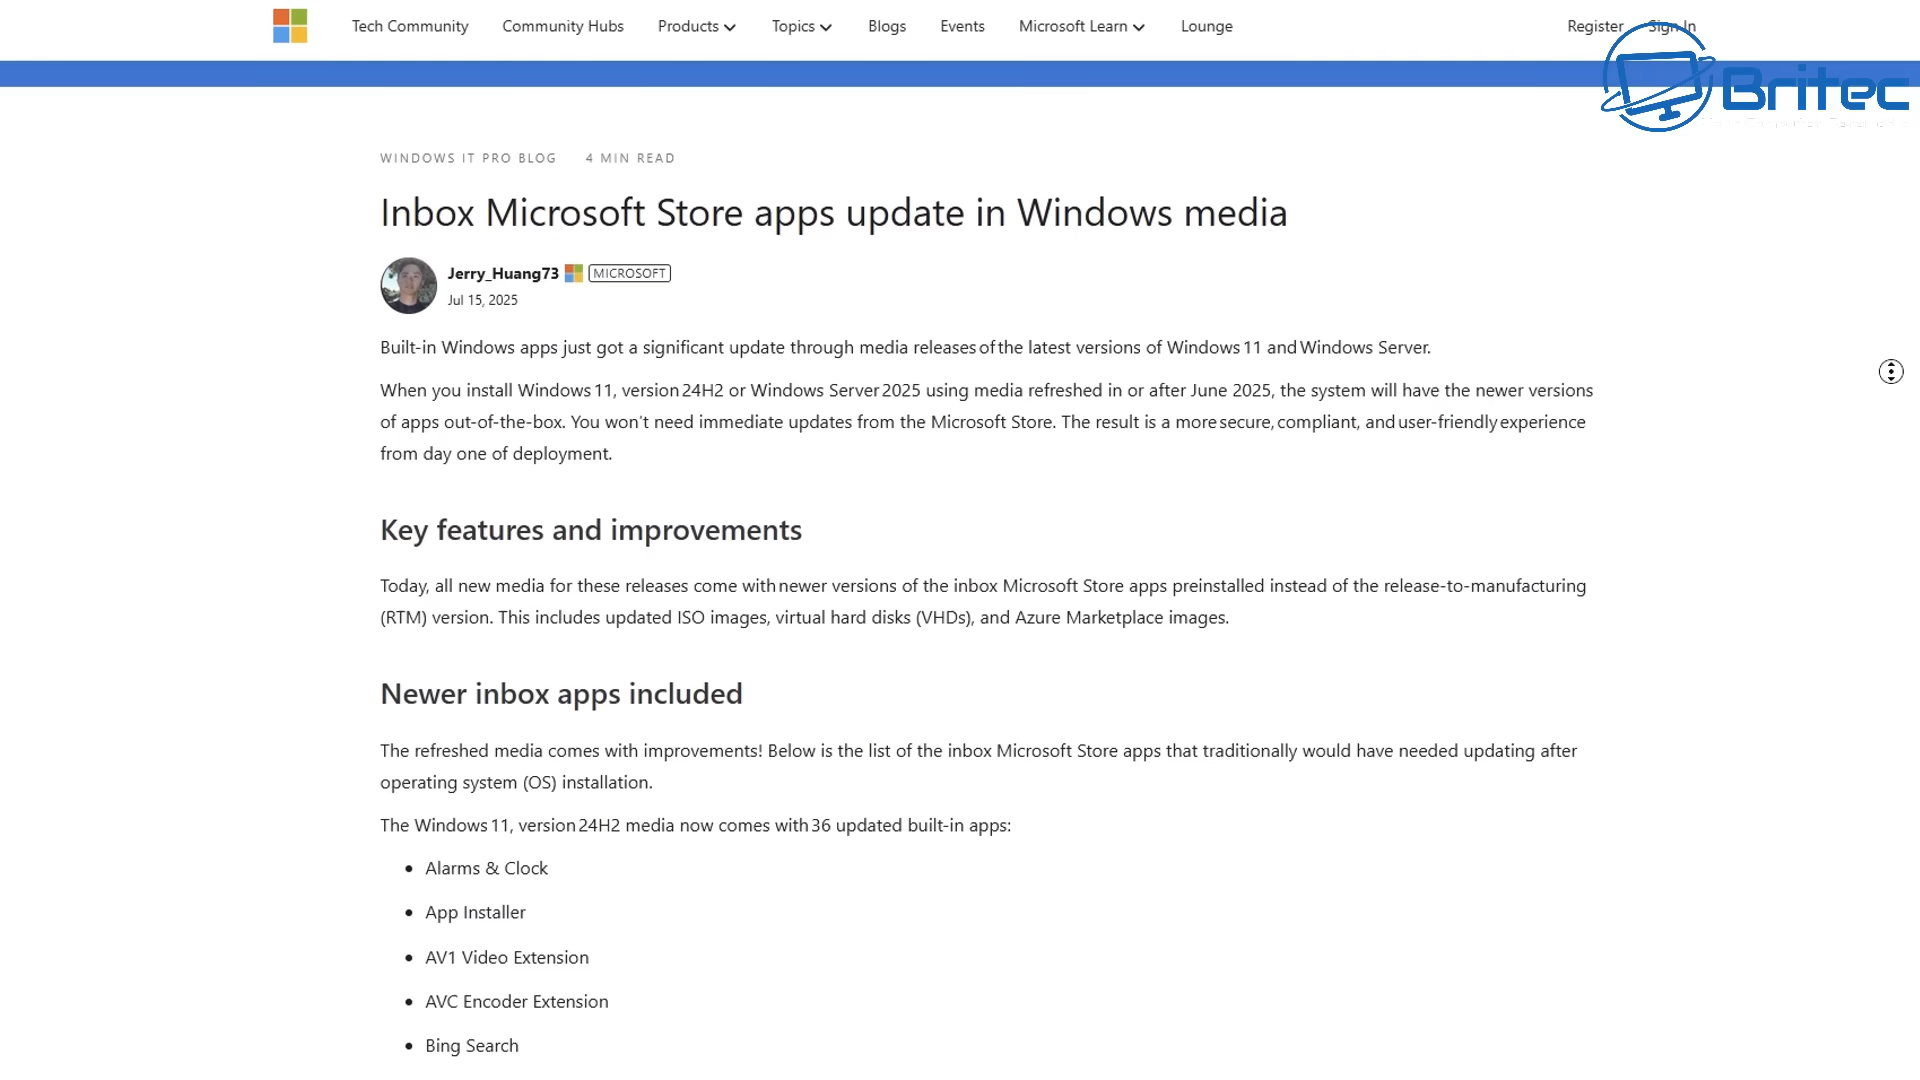 Tech Community Community Hubs Products Topics Blogs Events Microsoft Learn Lounge Register Sign In
Britec
WINDOWS IT PRO BLOG 4 MIN READ
Inbox Microsoft Store apps update in Windows media
Jerry_Huang73 MICROSOFT
Jul 15, 2025
Built-in Windows apps just got a significant update through media releases of the latest versions of Windows 11 and Windows Server.
When you install Windows 11, version 24H2 or Windows Server 2025 using media refreshed in or after June 2025, the system will have the newer versions
of apps out-of-the-box. You won't need immediate updates from the Microsoft Store. The result is a more secure, compliant, and user-friendly experience
from day one of deployment.
Key features and improvements
Today, all new media for these releases come with newer versions of the inbox Microsoft Store apps preinstalled instead of the release-to-manufacturing
(RTM) version. This includes updated ISO images, virtual hard disks (VHDs), and Azure Marketplace images.
Newer inbox apps included
The refreshed media comes with improvements! Below is the list of the inbox Microsoft Store apps that traditionally would have needed updating after
operating system (OS) installation.
The Windows 11, version 24H2 media now comes with 36 updated built-in apps:
• Alarms & Clock
• App Installer
• AV1 Video Extension
• AVC Encoder Extension
• Bing Search